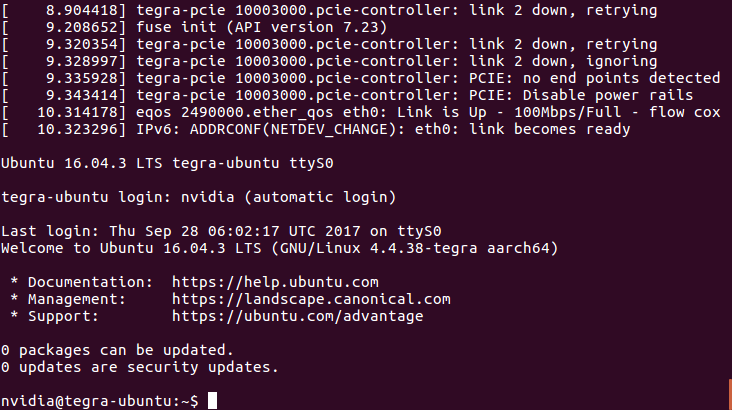 [    8.904418] tegra-pcie 10003000.pcie-controller: link 2 down, retrying
[    9.208652] fuse init (API version 7.23)
[    9.320354] tegra-pcie 10003000.pcie-controller: link 2 down, retrying
[    9.328997] tegra-pcie 10003000.pcie-controller: link 2 down, ignoring
[    9.335928] tegra-pcie 10003000.pcie-controller: PCIE: no end points detected
[    9.343414] tegra-pcie 10003000.pcie-controller: PCIE: Disable power rails
[   10.314178] eqos 2490000.ether_qos eth0: Link is Up - 100Mbps/Full - flow cox
[   10.323296] IPv6: ADDRCONF(NETDEV_CHANGE): eth0: link becomes ready
Ubuntu 16.04.3 LTS tegra-ubuntu ttyS0
tegra-ubuntu login: nvidia (automatic login)
Last login: Thu Sep 28 06:02:17 UTC 2017 on ttyS0
Welcome to Ubuntu 16.04.3 LTS (GNU/Linux 4.4.38-tegra aarch64)
 * Documentation:  https://help.ubuntu.com
 * Management:     https://landscape.canonical.com
 * Support:        https://ubuntu.com/advantage
0 packages can be updated.
0 updates are security updates.
nvidia@tegra-ubuntu:~$